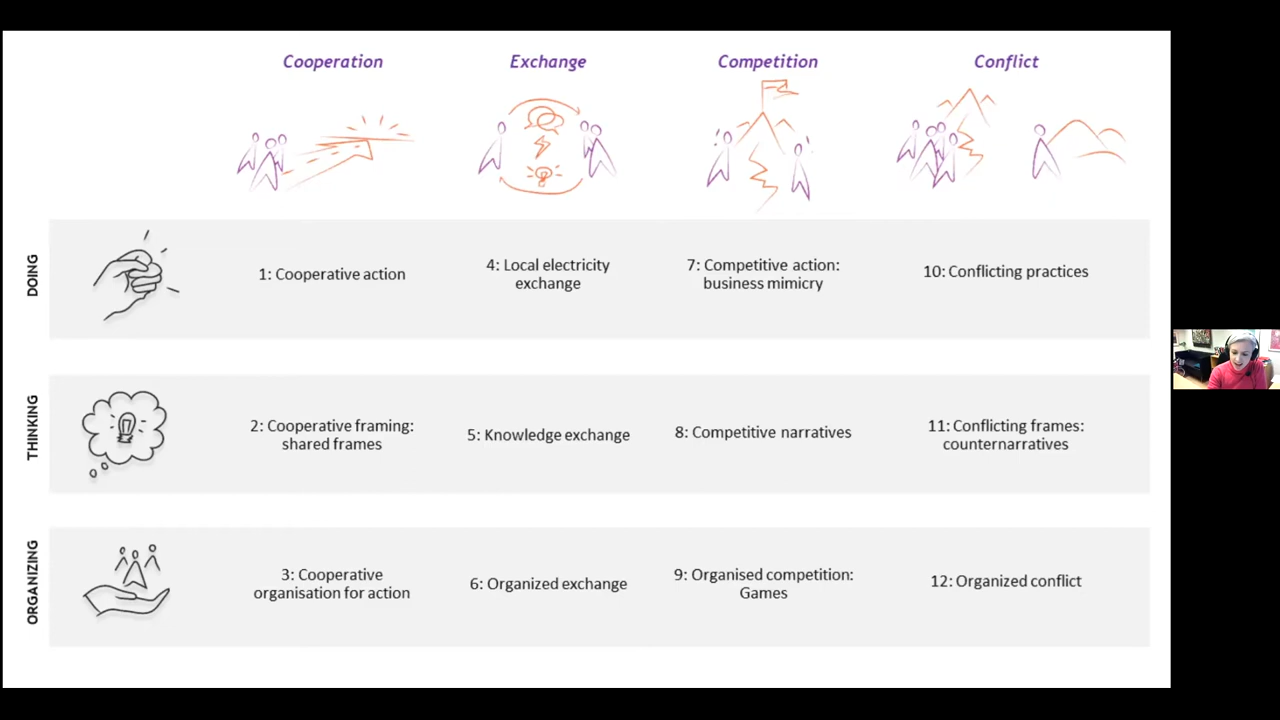 Cooperation
Exchange
Competition
Conflict
DOING
1: Cooperative action
4: Local electricity
exchange
7: Competitive action:
business mimicry
10: Conflicting practices
THINKING
2: Cooperative framing:
shared frames
5: Knowledge exchange
8: Competitive narratives
11: Conflicting frames:
counternarratives
ORGANIZING
3: Cooperative
organisation for action
6: Organized exchange
9: Organised competition:
Games
12: Organized conflict